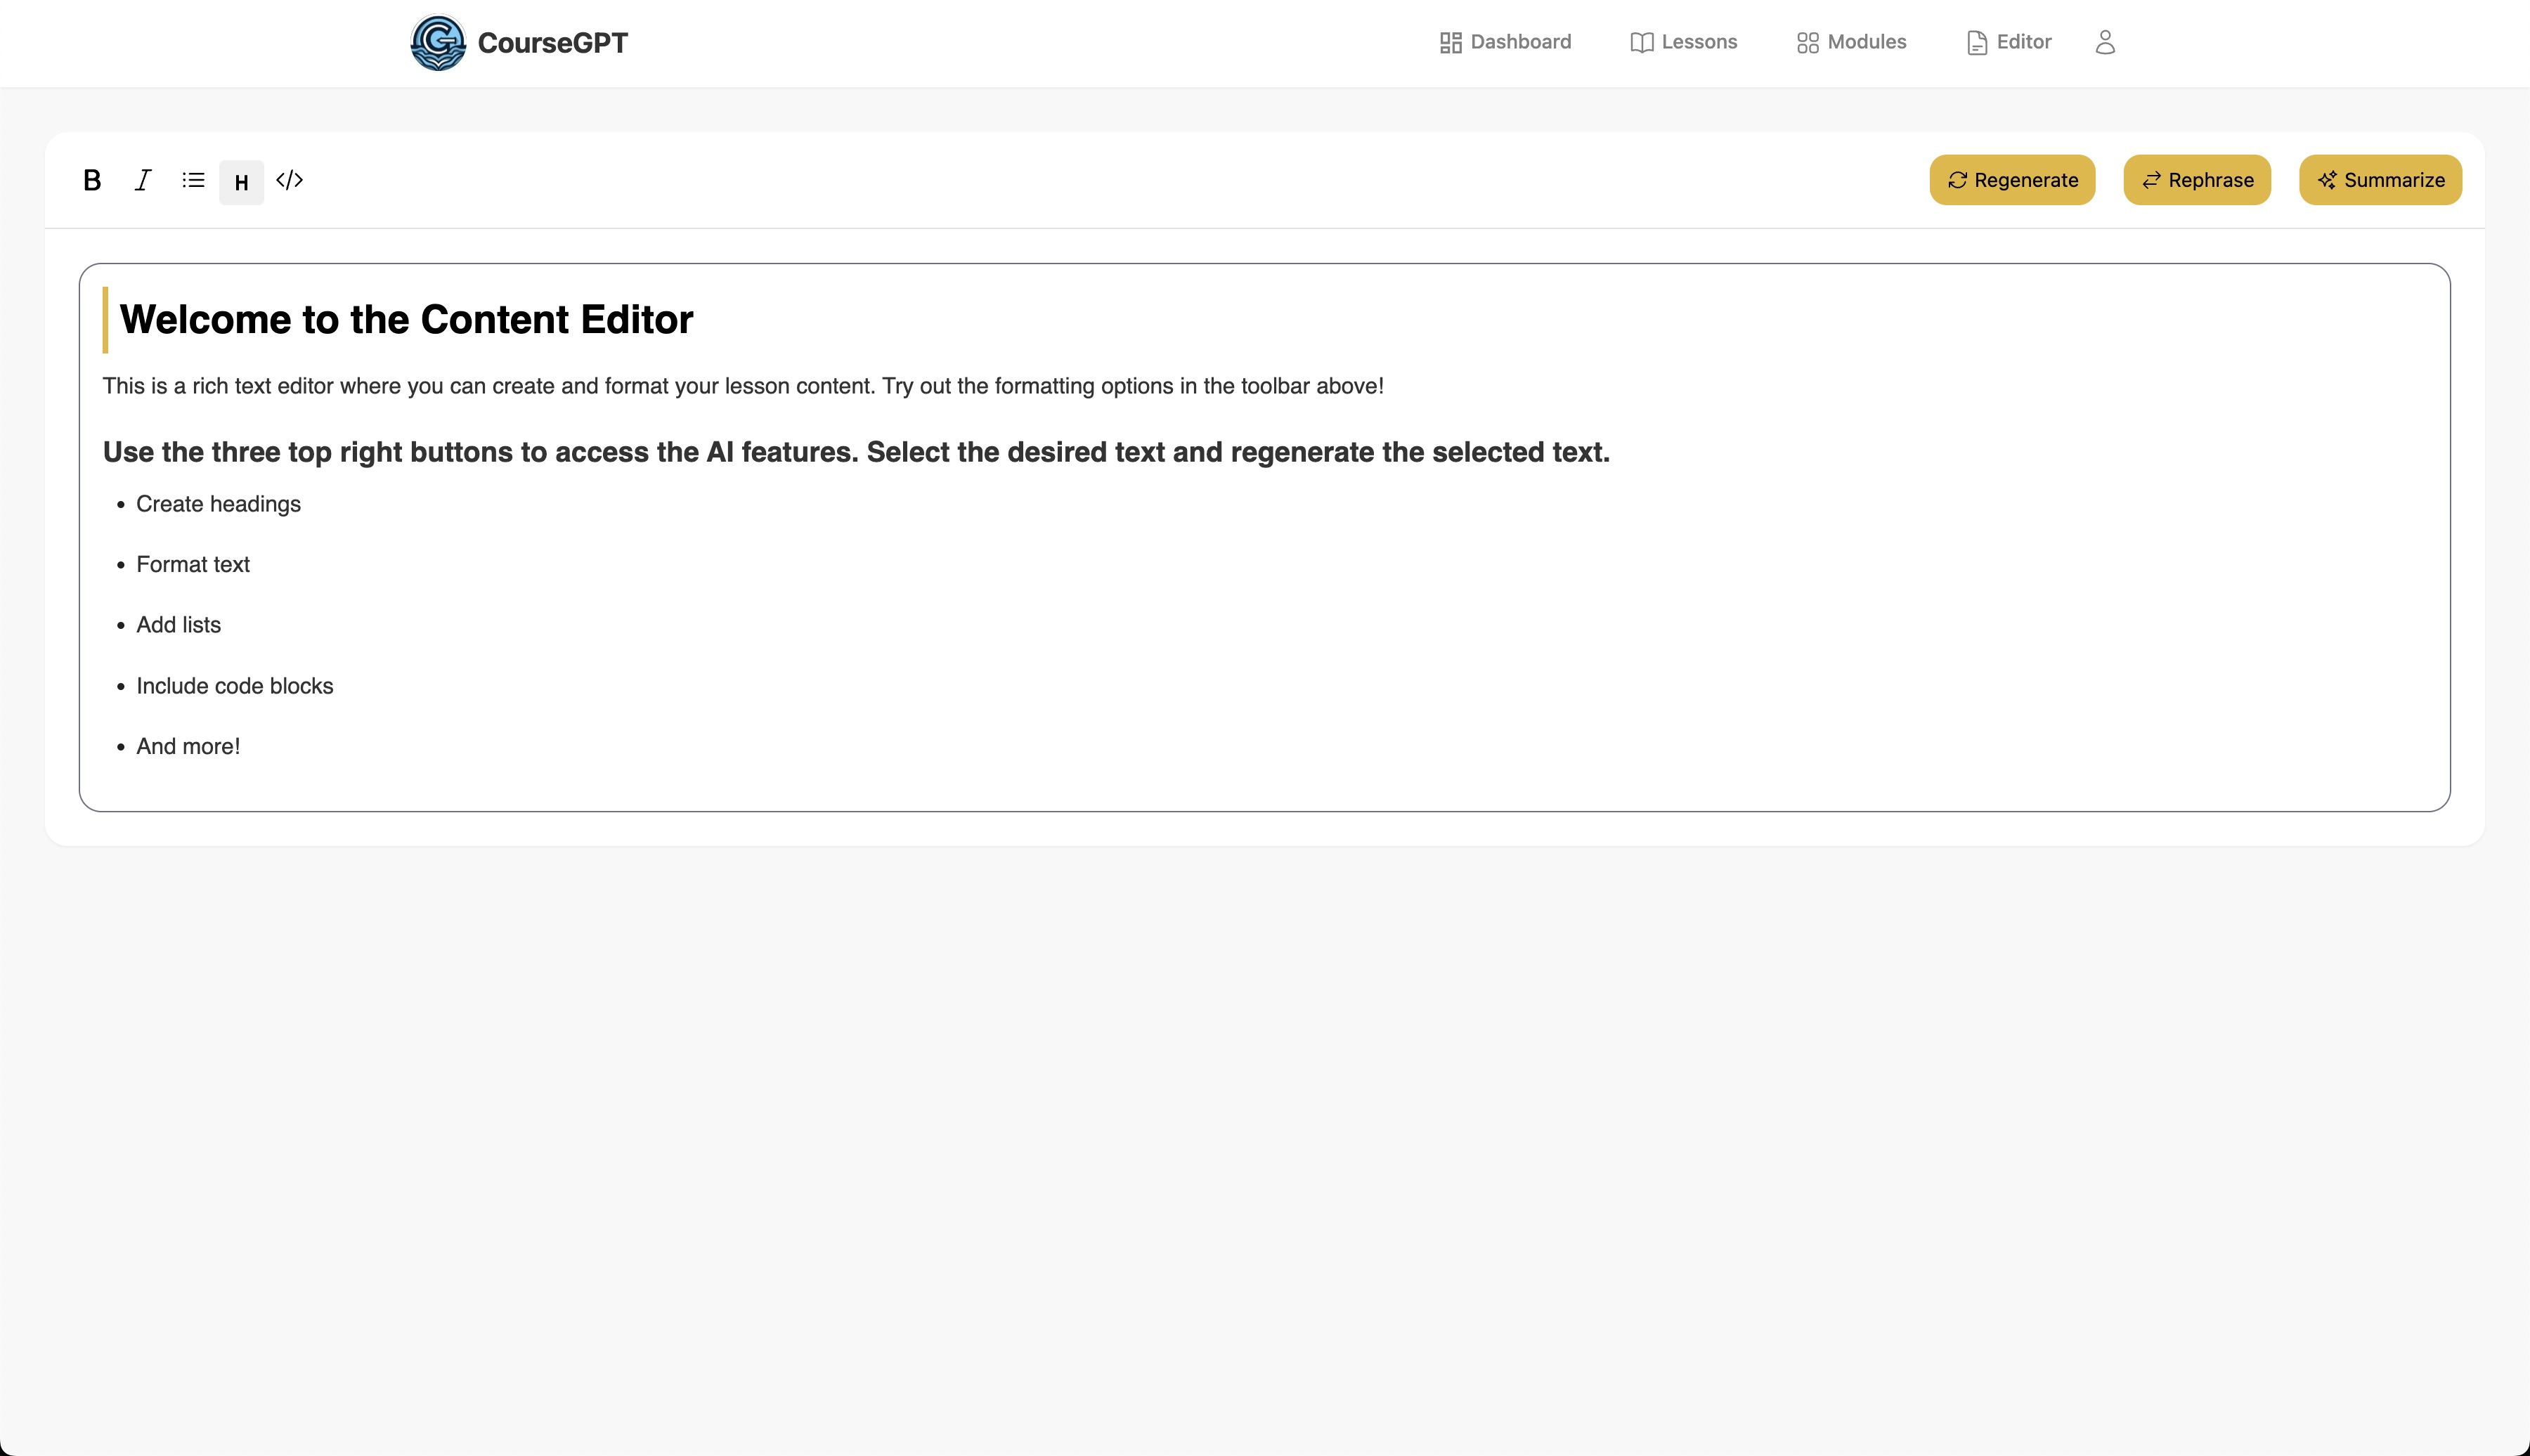 CourseGPT
Dashboard
Lessons
Modules
Editor
B
I
H
</>
Regenerate
Rephrase
Summarize
Welcome to the Content Editor
This is a rich text editor where you can create and format your lesson content. Try out the formatting options in the toolbar above!
Use the three top right buttons to access the AI features. Select the desired text and regenerate the selected text.
• Create headings
• Format text
• Add lists
• Include code blocks
• And more!